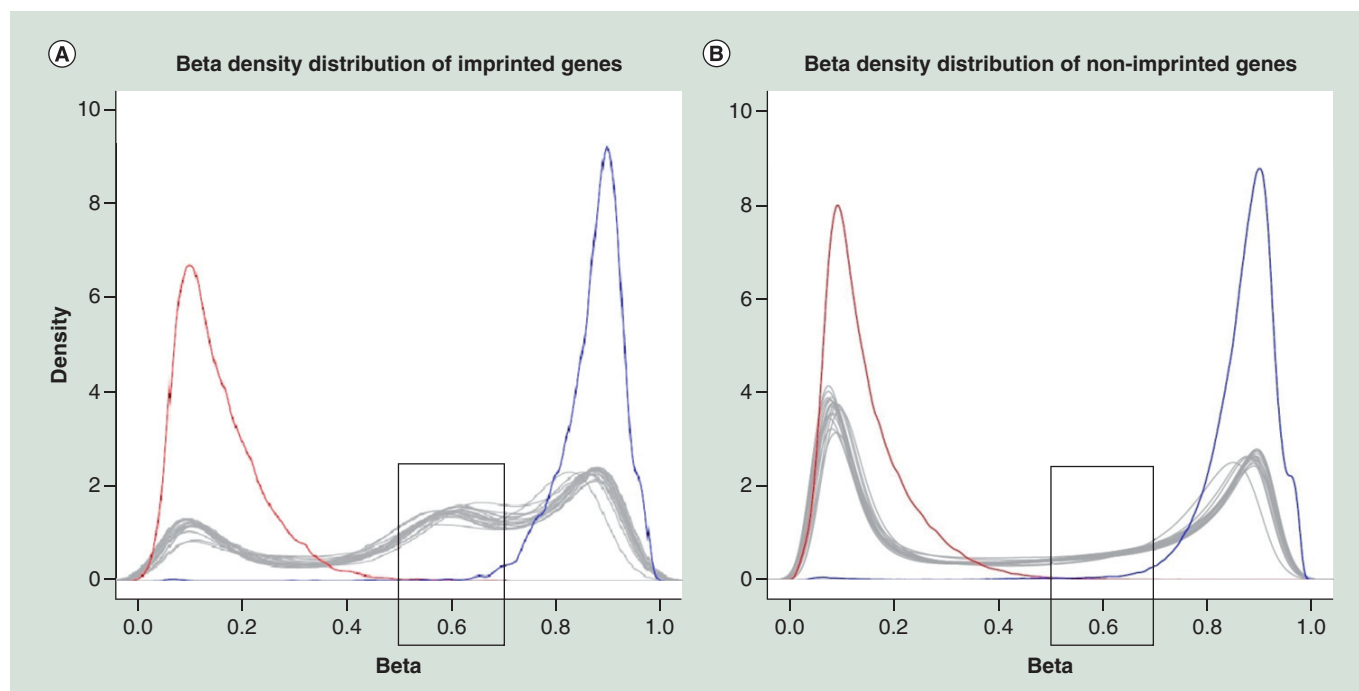 A
Beta density distribution of imprinted genes
10
8
6
4
2
0
Density
0.0 0.2 0.4 0.6 0.8 1.0
Beta
B
Beta density distribution of non-imprinted genes
10
8
6
4
2
0
0.0 0.2 0.4 0.6 0.8 1.0
Beta